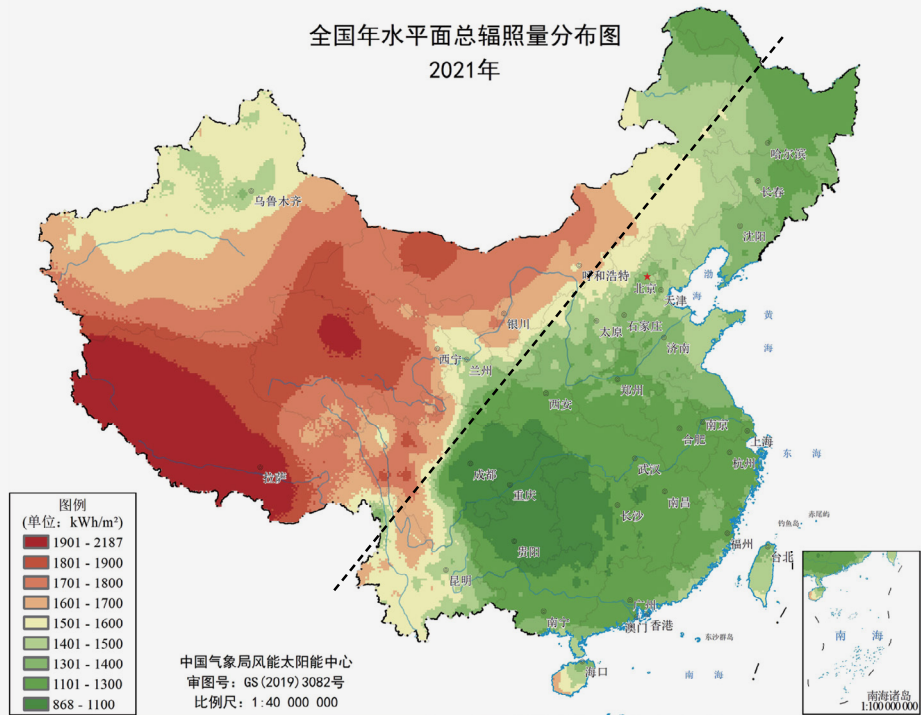 全国年水平面总辐照量分布图
2021年
哈尔滨
长春
乌鲁木齐
沈阳
呼和浩特
渤
海
北京
天津
黄
海
银川
太原
石家庄
济南
西宁
兰州
西安
郑州
南京
合肥
上海
东 海
杭州
成都
武汉
拉萨
重庆
南昌
长沙
钓鱼岛
赤尾屿
贵阳
福州
台北
昆明
广州
南宁
澳门
香港
东沙群岛
海口
南 海
图例
(单位: kWh/m²)
1901 - 2187
1801 - 1900
1701 - 1800
1601 - 1700
1501 - 1600
1401 - 1500
1301 - 1400
1101 - 1300
868 - 1100
中国气象局风能太阳能中心
审图号: GS(2019)3082号
比例尺: 1:40 000 000
南 海
南海诸岛
1:100 000 000